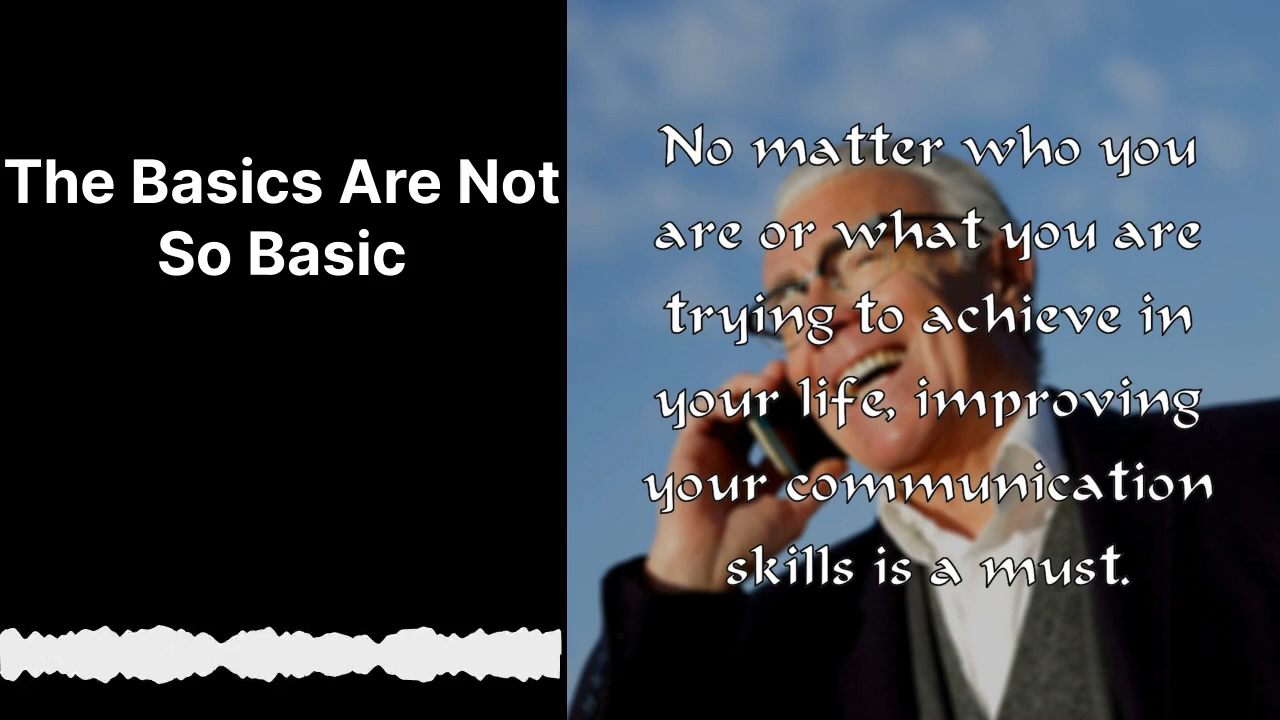 The Basics Are Not
So Basic
No matter who you
are or what you are
trying to achieve in
your life, improving
your communication
skills is a must.